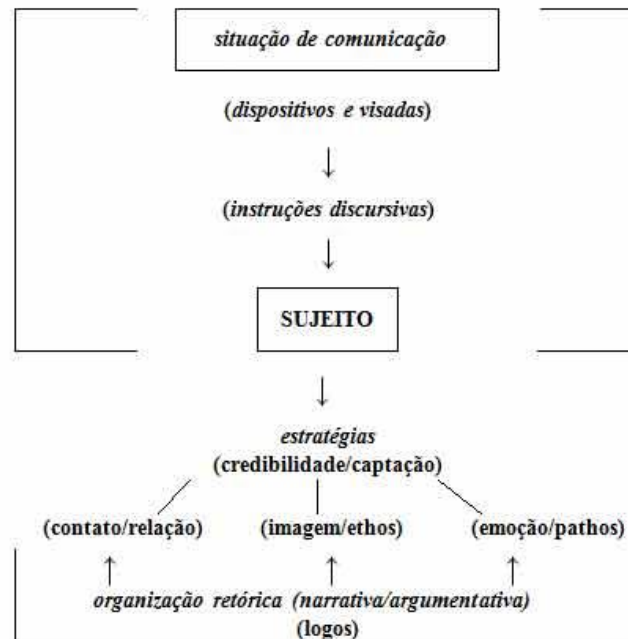 situação de comunicação
(dispositivos e visadas)
↓
(instruções discursivas)
↓
SUJEITO
↓
estratégias
(credibilidade/captação)
(contato/relação) (imagem/ethos) (emoção/pathos)
↑ ↑ ↑
organização retórica (narrativa/argumentativa)
(logos)